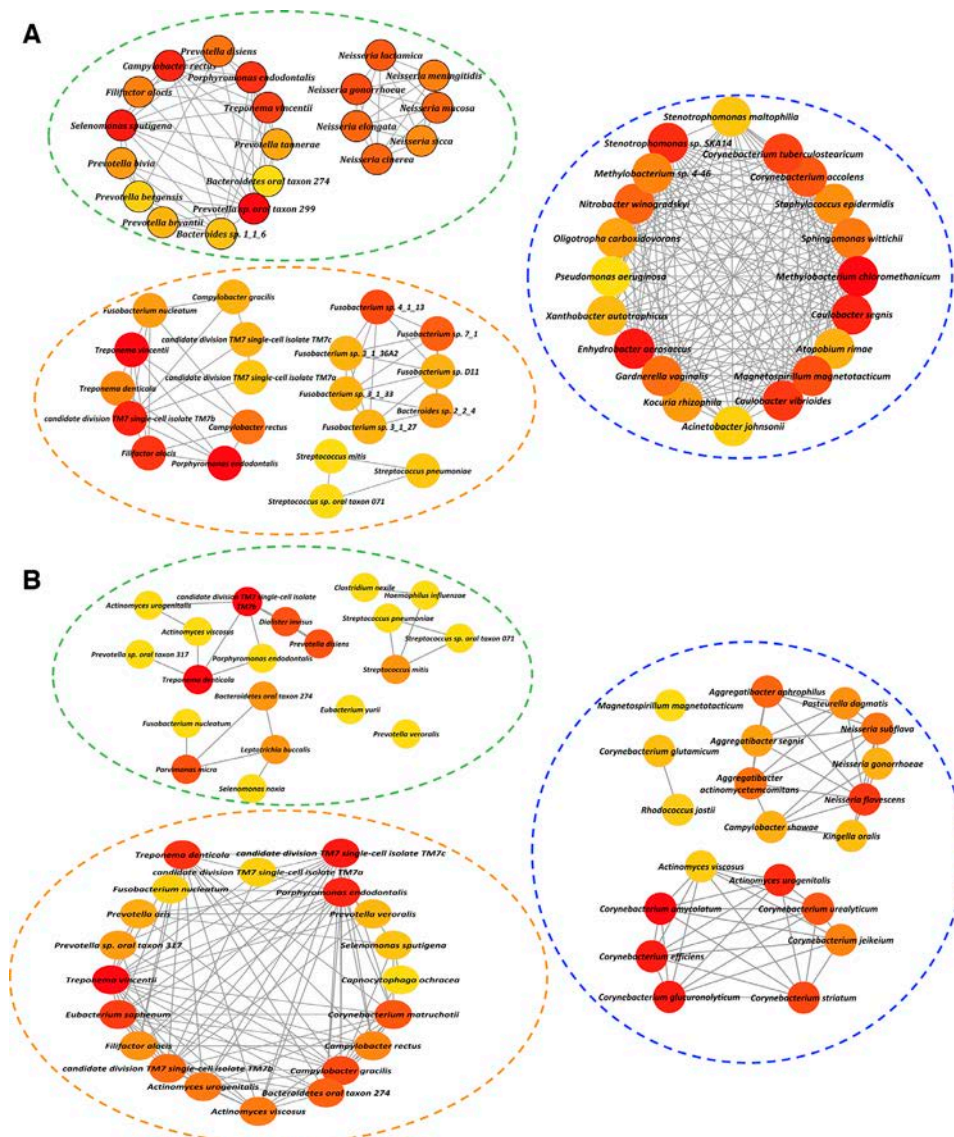 A
Prevotella disiens
Campylobacter rectus
Porphyromonas endodontalis
Filifactor alocis
Treponema vincentii
Selenomonas sputigena
Prevotella tannerae
Prevotella bivia
Bacteroidetes oral taxon 274
Prevotella bergensis
Prevotella sp. oral taxon 299
Prevotella bryantii
Bacteroides sp. 1_1_6
Neisseria lactamica
Neisseria meningitidis
Neisseria gonorrhoeae
Neisseria mucosa
Neisseria elongata
Neisseria sicca
Neisseria cinerea
Stenotrophomonas maltophilia
Stenotrophomonas sp. SKA14
Corynebacterium tuberculostearicum
Methylobacterium sp. 4-46
Corynebacterium accolens
Nitrobacter winogradskyi
Staphylococcus epidermidis
Oligotropha carboxidovorans
Sphingomonas wittichii
Pseudomonas aeruginosa
Methylobacterium chloromethanicum
Xanthobacter autotrophicus
Caulobacter segnis
Enhydrobacter aerosaccus
Atopobium rimae
Gardnerella vaginalis
Magnetospirillum magnetotacticum
Kocuria rhizophila
Caulobacter vibrioides
Acinetobacter johnsonii
Campylobacter gracilis
Fusobacterium nucleatum
candidate division TM7 single-cell isolate TM7c
Treponema vincentii
candidate division TM7 single-cell isolate TM7a
Treponema denticola
candidate division TM7 single-cell isolate TM7b
Campylobacter rectus
Filifactor alocis
Porphyromonas endodontalis
Fusobacterium sp. 4_1_13
Fusobacterium sp. 7_1
Fusobacterium sp. 3_1_36A2
Fusobacterium sp. D11
Fusobacterium sp. 3_1_33
Bacteroides sp. 2_2_4
Fusobacterium sp. 3_1_27
Streptococcus mitis
Streptococcus pneumoniae
Streptococcus sp. oral taxon 071
B
candidate division TM7 single-cell isolate
TM7b
Actinomyces urogenitalis
Dialister invisus
Actinomyces viscosus
Prevotella disiens
Prevotella sp. oral taxon 317
Porphyromonas endodontalis
Treponema denticola
Bacteroidetes oral taxon 274
Fusobacterium nucleatum
Leptotrichia buccalis
Parvimonas micra
Selenomonas noxia
Clostridium nexile
Haemophilus influenzae
Streptococcus pneumoniae
Streptococcus sp. oral taxon 071
Streptococcus mitis
Eubacterium yurii
Prevotella veroralis
Magnetospirillum magnetotacticum
Aggregatibacter aphrophilus
Pasteurella dagmatis
Neisseria subflava
Corynebacterium glutamicum
Aggregatibacter segnis
Neisseria gonorrhoeae
Aggregatibacter
actinomycetemcomitans
Rhodococcus jostii
Neisseria flavescens
Campylobacter showae
Kingella oralis
Actinomyces viscosus
Actinomyces urogenitalis
Corynebacterium amycolatum
Corynebacterium urealyticum
Corynebacterium jeikeium
Corynebacterium efficiens
Corynebacterium glucuronolyticum
Corynebacterium striatum
Treponema denticola
candidate division TM7 single-cell isolate TM7c
candidate division TM7 single-cell isolate TM7a
Fusobacterium nucleatum
Porphyromonas endodontalis
Prevotella oris
Prevotella veroralis
Prevotella sp. oral taxon 317
Selenomonas sputigena
Treponema vincentii
Capnocytophaga ochracea
Eubacterium saphenum
Corynebacterium matruchotii
Filifactor alocis
Campylobacter rectus
candidate division TM7 single-cell isolate TM7b
Campylobacter gracilis
Actinomyces urogenitalis
Bacteroidetes oral taxon 274
Actinomyces viscosus